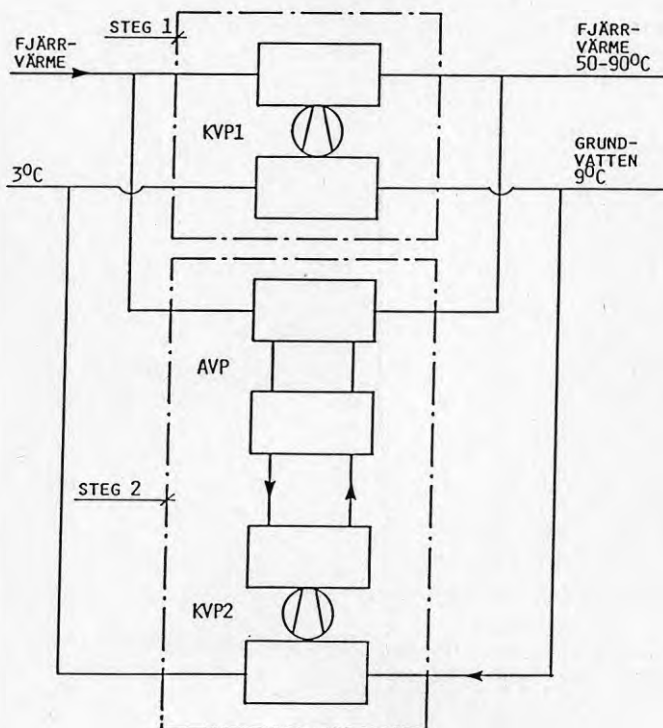 STEG 1
FJÄRR-
VÄRME
FJÄRR-
VÄRME
50-90°C
KVP1
3°C
GRUND-
VATTEN
9°C
AVP
STEG 2
KVP2